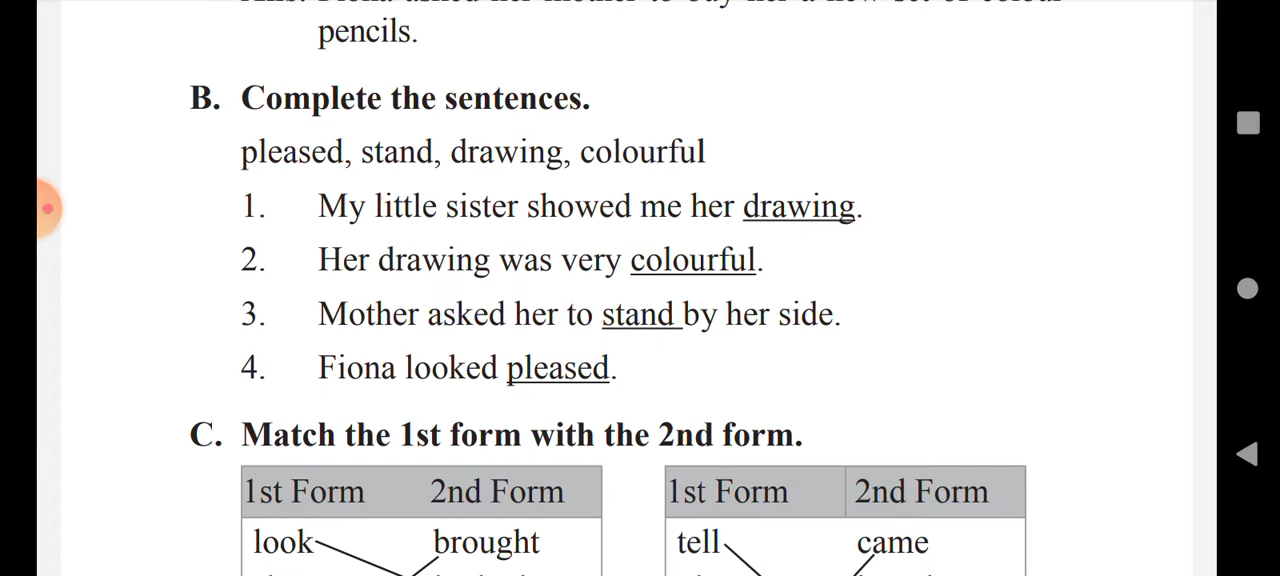 pencils.
B. Complete the sentences.
pleased, stand, drawing, colourful
1. My little sister showed me her drawing.
2. Her drawing was very colourful.
3. Mother asked her to stand by her side.
4. Fiona looked pleased.
C. Match the 1st form with the 2nd form.
1st Form 2nd Form 1st Form 2nd Form
look brought tell came